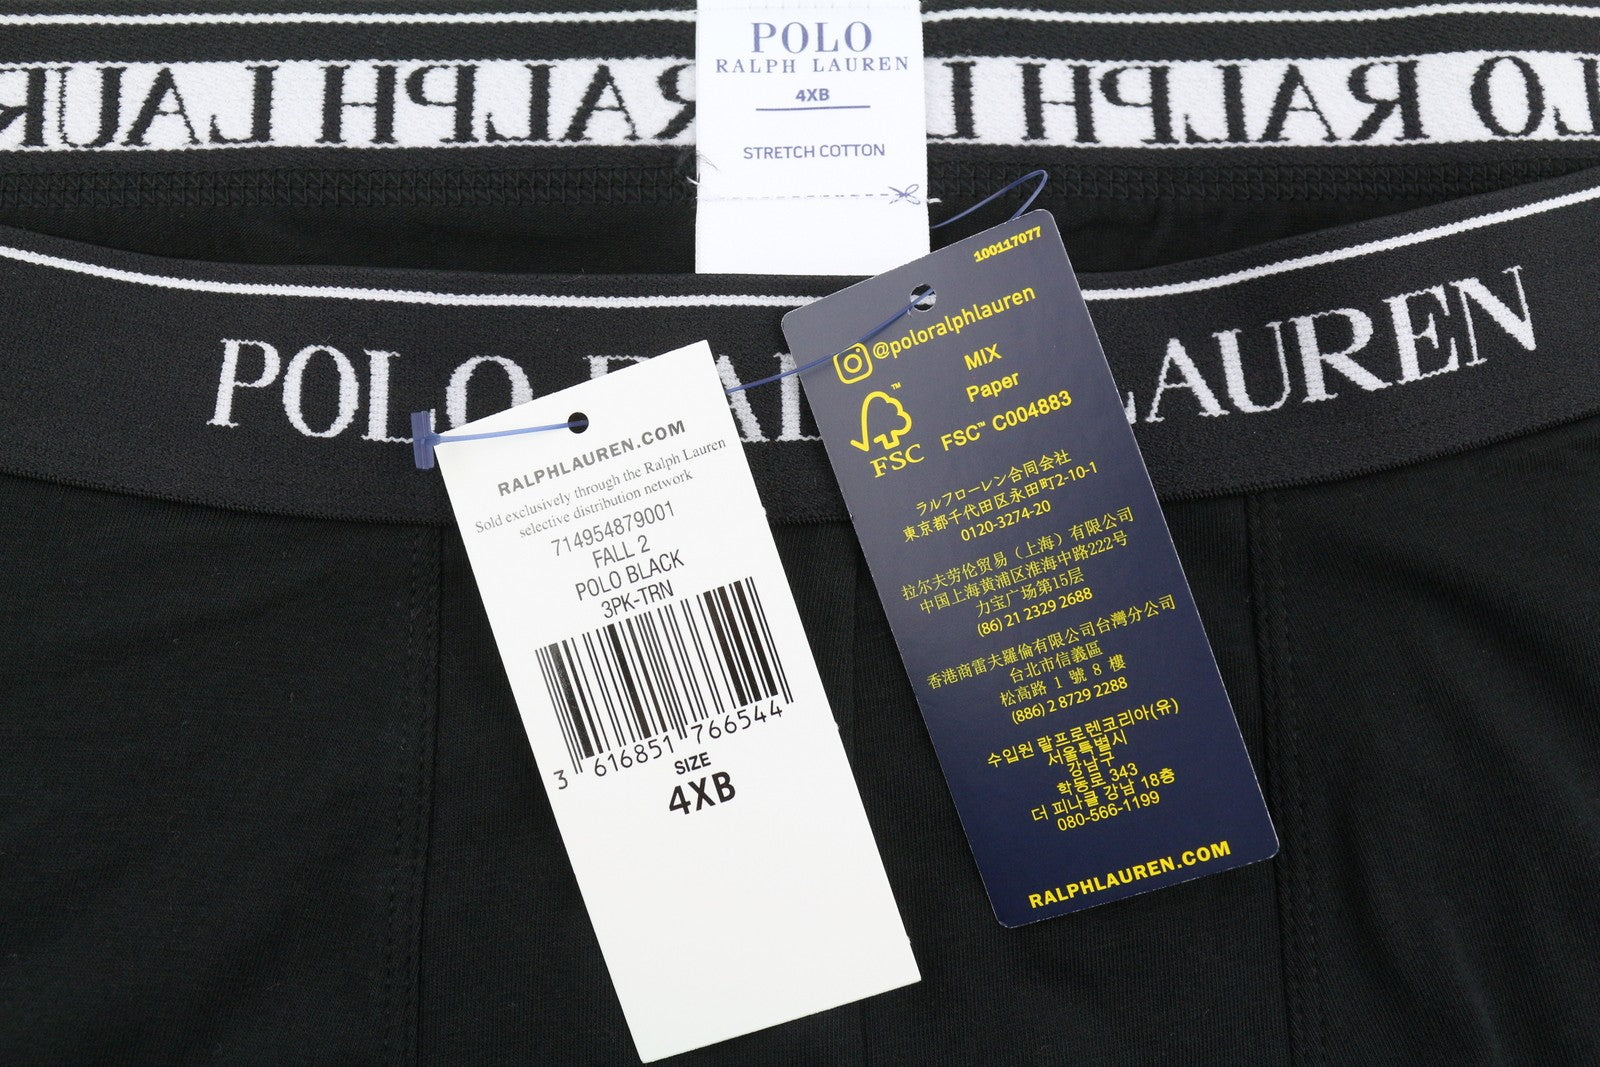 POLO
RALPH LAUREN
4XB
STRETCH COTTON
RALPH LAU
LO RALPH L
POLO RAL LAUREN
RALPHLAUREN.COM
Sold exclusively through the Ralph Lauren
selective distribution network
714954879001
FALL 2
POLO BLACK
3PK-TRN
3 616851 766544
SIZE
4XB
100117077
@poloralphlauren
MIX
Paper
FSC™ C004883
™
FSC
ラルフローレン合同会社
東京都千代田区永田町2-10-1
0120-3274-20
拉尔夫劳伦贸易（上海）有限公司
中国上海黄浦区淮海中路222号
力宝广场第15层
(86) 21 2329 2688
香港商雷夫羅倫有限公司台灣分公司
台北市信義區
松高路 1 號 8 樓
(886) 2 8729 2288
수입원 랄프로렌코리아(유)
서울특별시
강남구
학동로 343
더 피나클 강남 18층
080-566-1199
RALPHLAUREN.COM